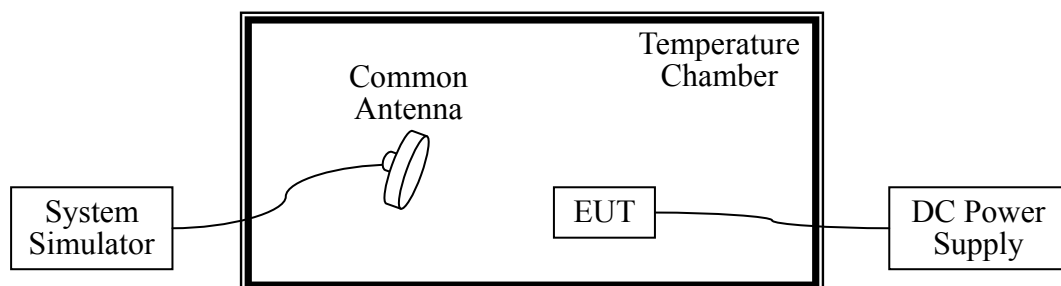 Temperature
Chamber
Common
Antenna
System
Simulator
EUT
DC Power
Supply